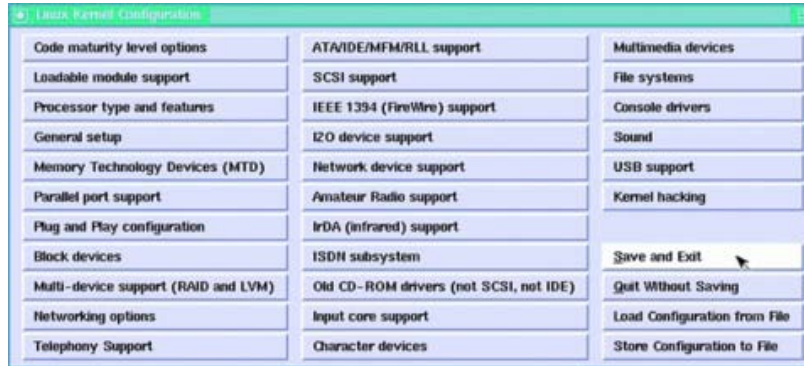 Linux Kernel Configuration
Code maturity level options
Loadable module support
Processor type and features
General setup
Memory Technology Devices (MTD)
Parallel port support
Plug and Play configuration
Block devices
Multi-device support (RAID and LVM)
Networking options
Telephony Support
ATA/IDE/MFM/RLL support
SCSI support
IEEE 1394 (FireWire) support
I2O device support
Network device support
Amateur Radio support
IrDA (infrared) support
ISDN subsystem
Old CD-ROM drivers (not SCSI, not IDE)
Input core support
Character devices
Multimedia devices
File systems
Console drivers
Sound
USB support
Kernel hacking
Save and Exit
Quit Without Saving
Load Configuration from File
Store Configuration to File